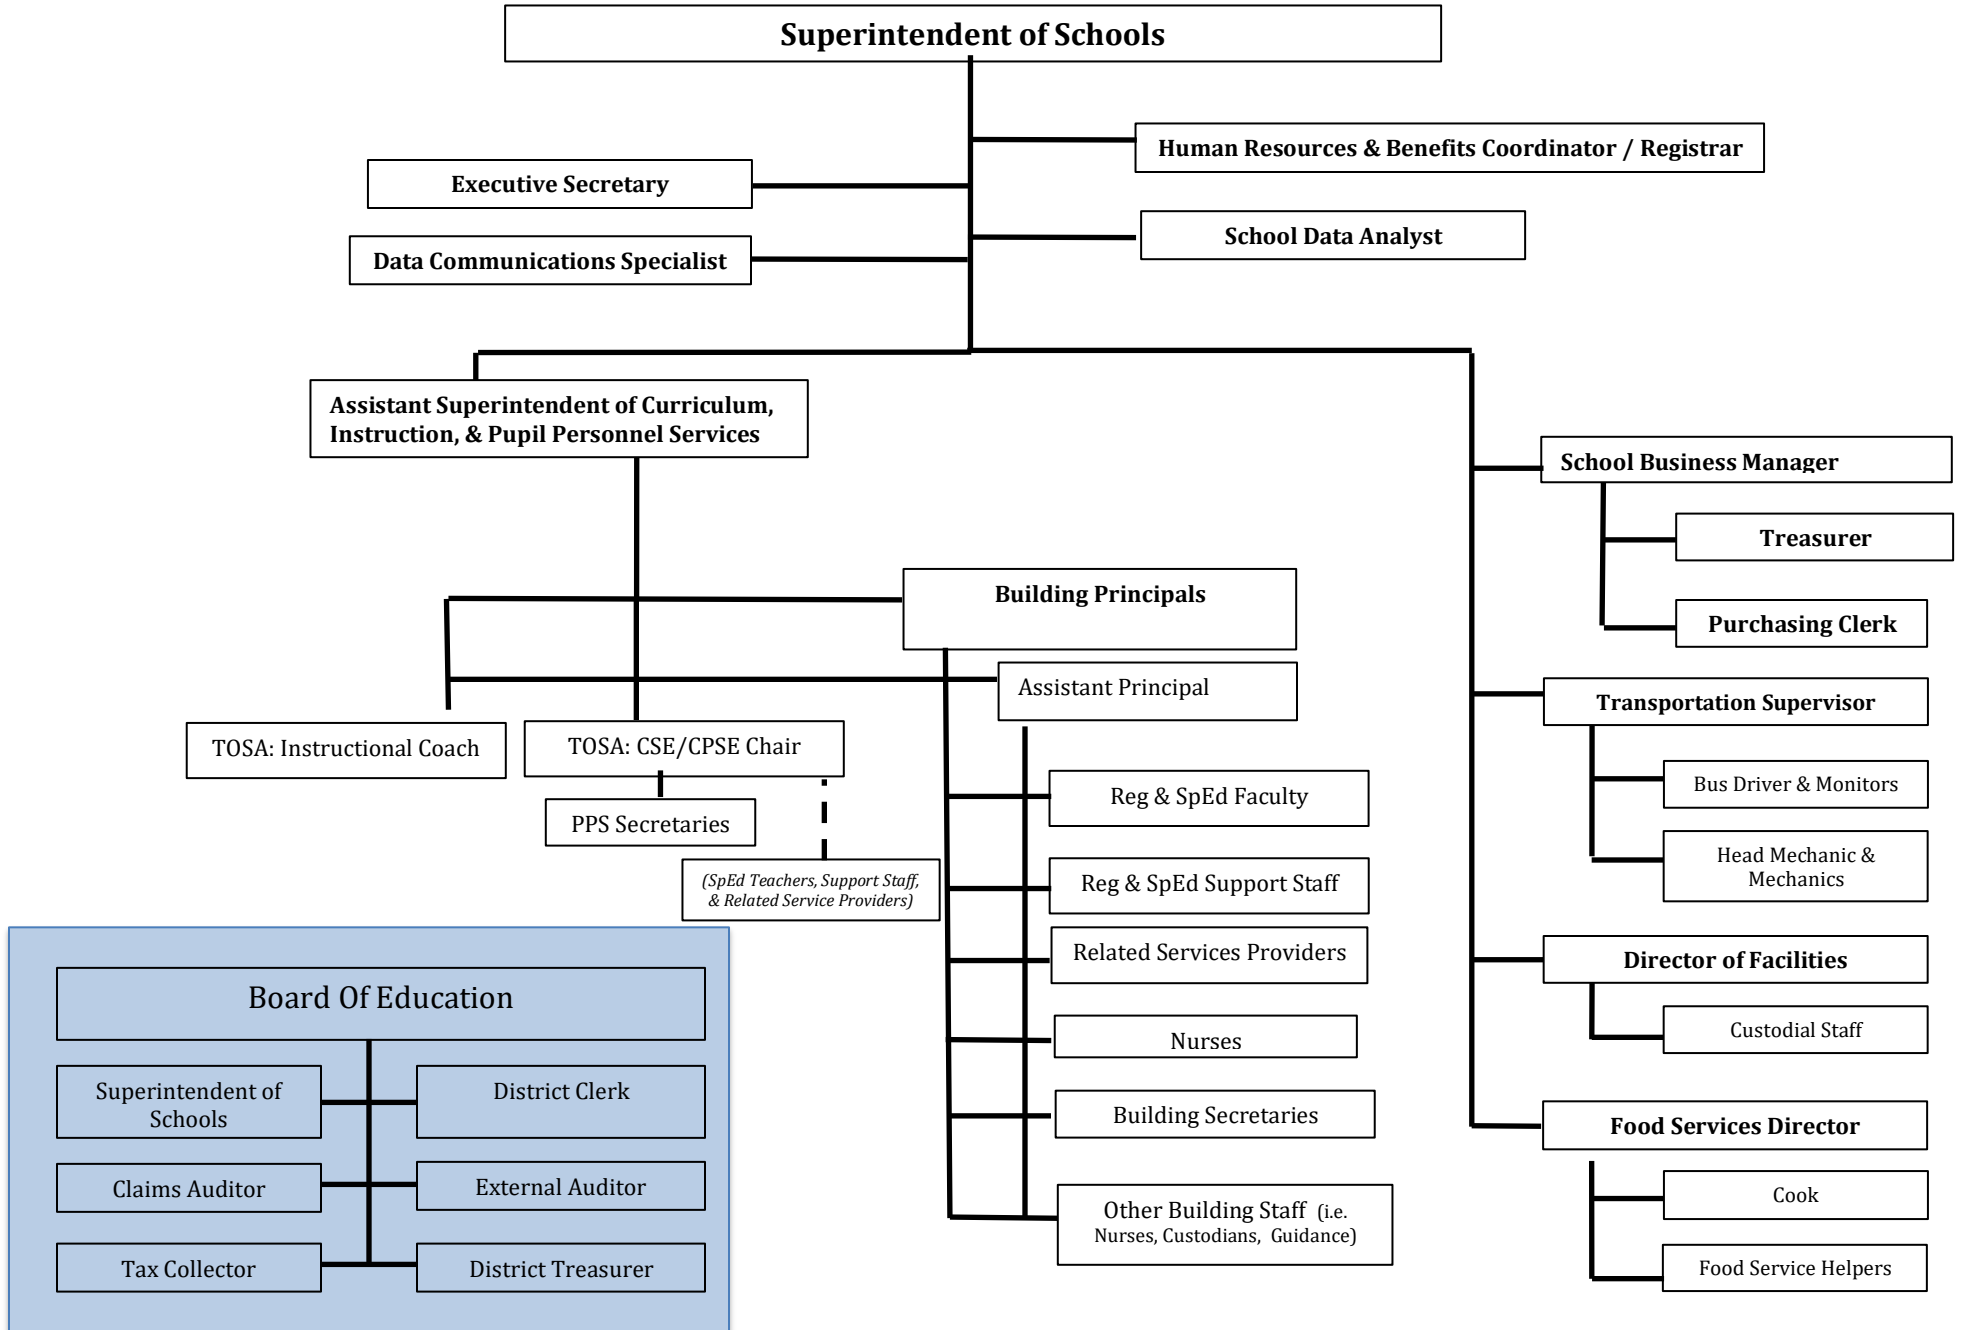 Superintendent of Schools
Human Resources & Benefits Coordinator / Registrar
Executive Secretary
School Data Analyst
Data Communications Specialist
Assistant Superintendent of Curriculum,
Instruction, & Pupil Personnel Services
School Business Manager
Treasurer
Building Principals
Purchasing Clerk
Assistant Principal
Transportation Supervisor
TOSA: Instructional Coach
TOSA: CSE/CPSE Chair
Bus Driver & Monitors
Reg & SpEd Faculty
PPS Secretaries
Head Mechanic &
Mechanics
(SpEd Teachers, Support Staff,
& Related Service Providers)
Reg & SpEd Support Staff
Related Services Providers
Director of Facilities
Board Of Education
Custodial Staff
Nurses
Superintendent of
Schools
District Clerk
Building Secretaries
Food Services Director
Claims Auditor
External Auditor
Cook
Other Building Staff (i.e.
Nurses, Custodians, Guidance)
Tax Collector
District Treasurer
Food Service Helpers